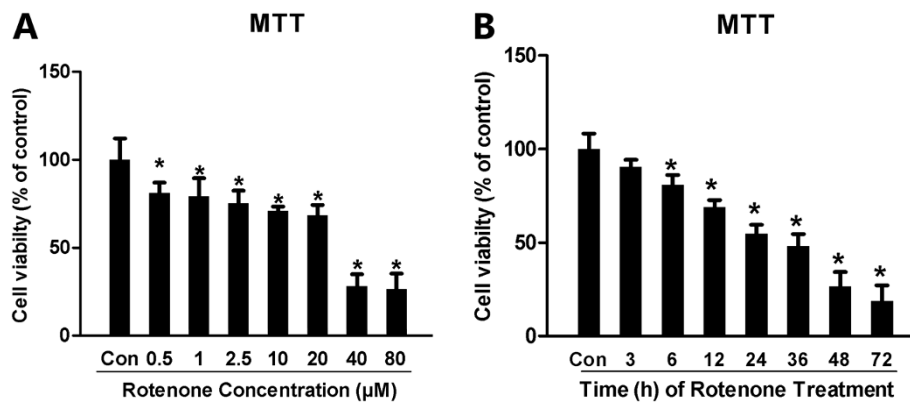 A
MTT
Cell viabilty (% of control)
150
100
50
0
* * * * * * *
Con 0.5 1 2.5 10 20 40 80
Rotenone Concentration (µM)
B
MTT
Cell viabilty (% of control)
150
100
50
0
* * * * * *
Con 3 6 12 24 36 48 72
Time (h) of Rotenone Treatment